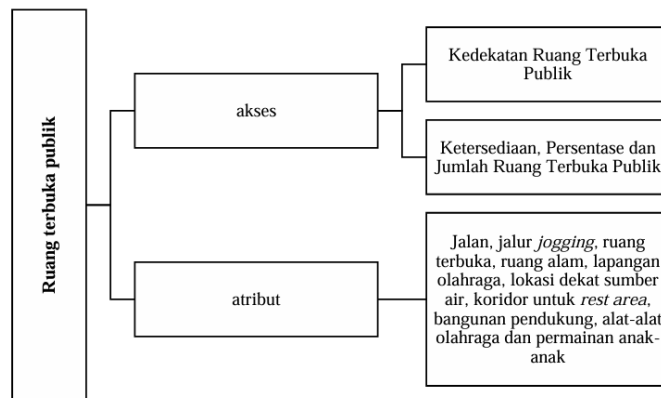 Ruang terbuka publik
akses
Kedekatan Ruang Terbuka
Publik
Ketersediaan, Persentase dan
Jumlah Ruang Terbuka Publik
atribut
Jalan, jalur jogging, ruang
terbuka, ruang alam, lapangan
olahraga, lokasi dekat sumber
air, koridor untuk rest area,
bangunan pendukung, alat-alat
olahraga dan permainan anak-
anak